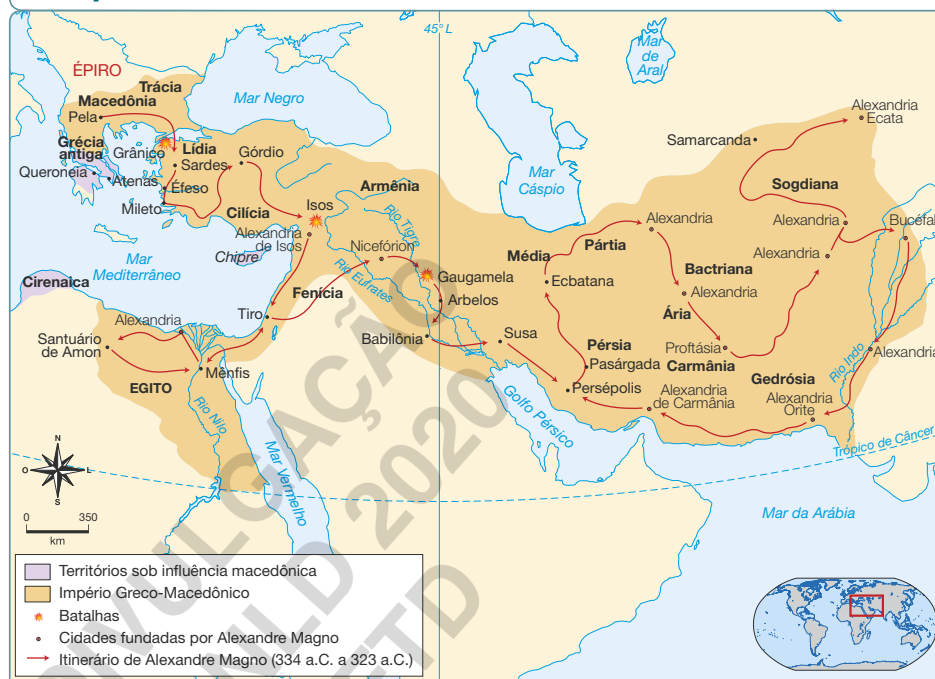 45° L
Mar
de
Aral
ÉPIRO
Trácia
Macedônia
Pela
Mar Negro
Alexandria
Ecata
Samarcanda
Grécia
antiga
Grânico
Lídia
Sardes
Górdio
Queroneia
Atenas
Éfeso
Mileto
Armênia
Mar
Cáspio
Sogdiana
Cilícia
Isos
Alexandria
de Isos
Rio Tigre
Alexandria
Alexandria
Bucéfal
Chipre
Nicefórion
Mar
Mediterrâneo
Média
Pártia
Alexandria
Cirenaica
Fenícia
Rio Eufrates
Gaugamela
Ecbatana
Bactriana
Alexandria
Arbelos
Tiro
Ária
Santuário
de Amon
Alexandria
Babilônia
Susa
Pérsia
Proftásia
Alexandria
Mênfis
Pasárgada
Carmânia
Rio Indo
EGITO
Persépolis
Gedrósia
Alexandria
de Carmânia
Alexandria
Orite
Rio Nilo
Golfo Pérsico
Trópico de Câncer
Mar Vermelho
N
O
L
S
Mar da Arábia
0 350
km
Territórios sob influência macedônica
Império Greco-Macedônico
Batalhas
Cidades fundadas por Alexandre Magno
Itinerário de Alexandre Magno (334 a.C. a 323 a.C.)
DIVULGAÇÃO
NLD 2020
FTD